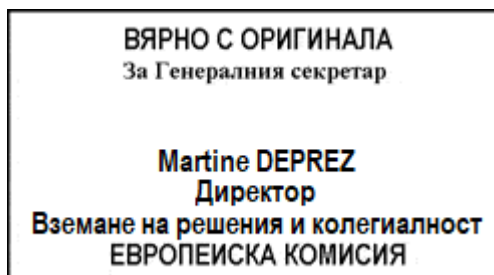 ВЯРНО С ОРИГИНАЛА
За Генералния секретар
Martine DEPREZ
Директор
Вземане на решения и колегиалност
ЕВРОПЕИСКА КОМИСИЯ